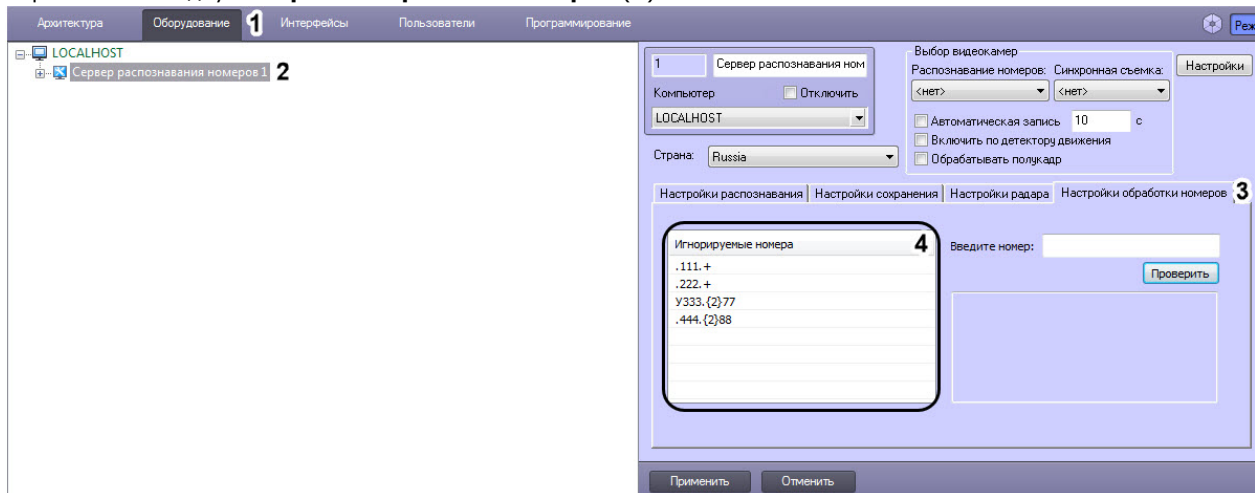 Архитектура Оборудование 1 Интерфейсы Пользователи Программирование
LOCALHOST
Сервер распознавания номеров 1 2
1 Сервер распознавания ном
Компьютер Отключить
LOCALHOST
Страна: Russia
Выбор видеокамер
Распознавание номеров: Синхронная съемка:
<нет> <нет>
Настройки
Автоматическая запись 10 с
Включить по детектору движения
Обрабатывать полукадр
Настройки распознавания Настройки сохранения Настройки радара Настройки обработки номеров 3
Игнорируемые номера 4
.111.+
.222.+
У333.{2}77
.444.{2}88
Введите номер:
Проверить
Применить Отменить